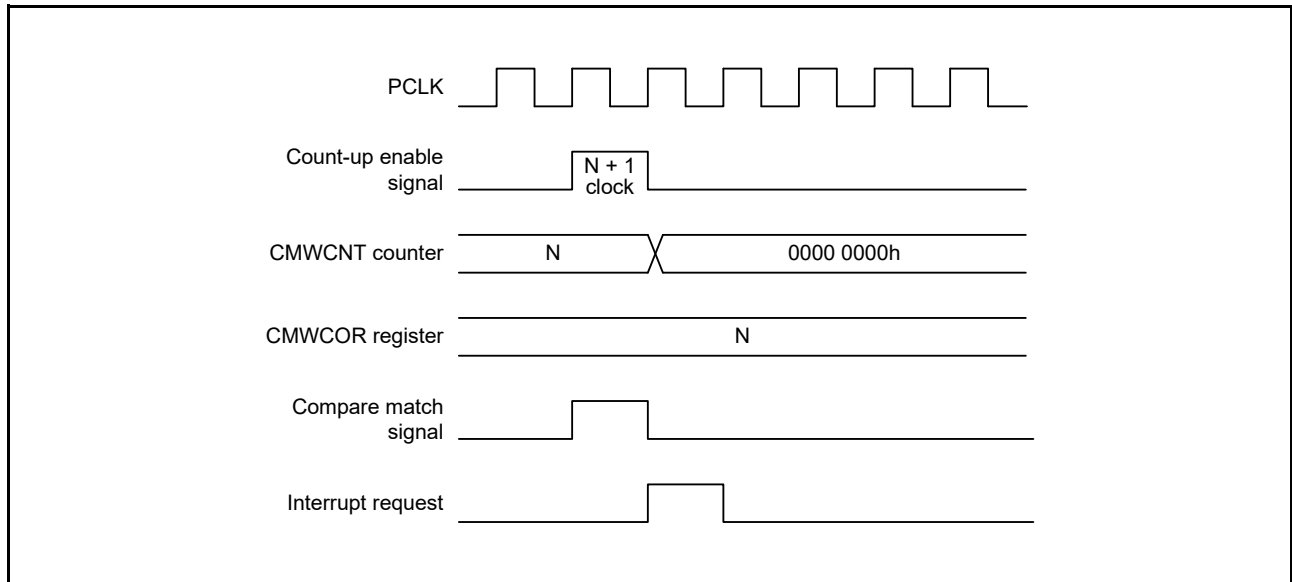 PCLK
Count-up enable
signal
N + 1
clock
CMWCNT counter
N
0000 0000h
CMWCOR register
N
Compare match
signal
Interrupt request